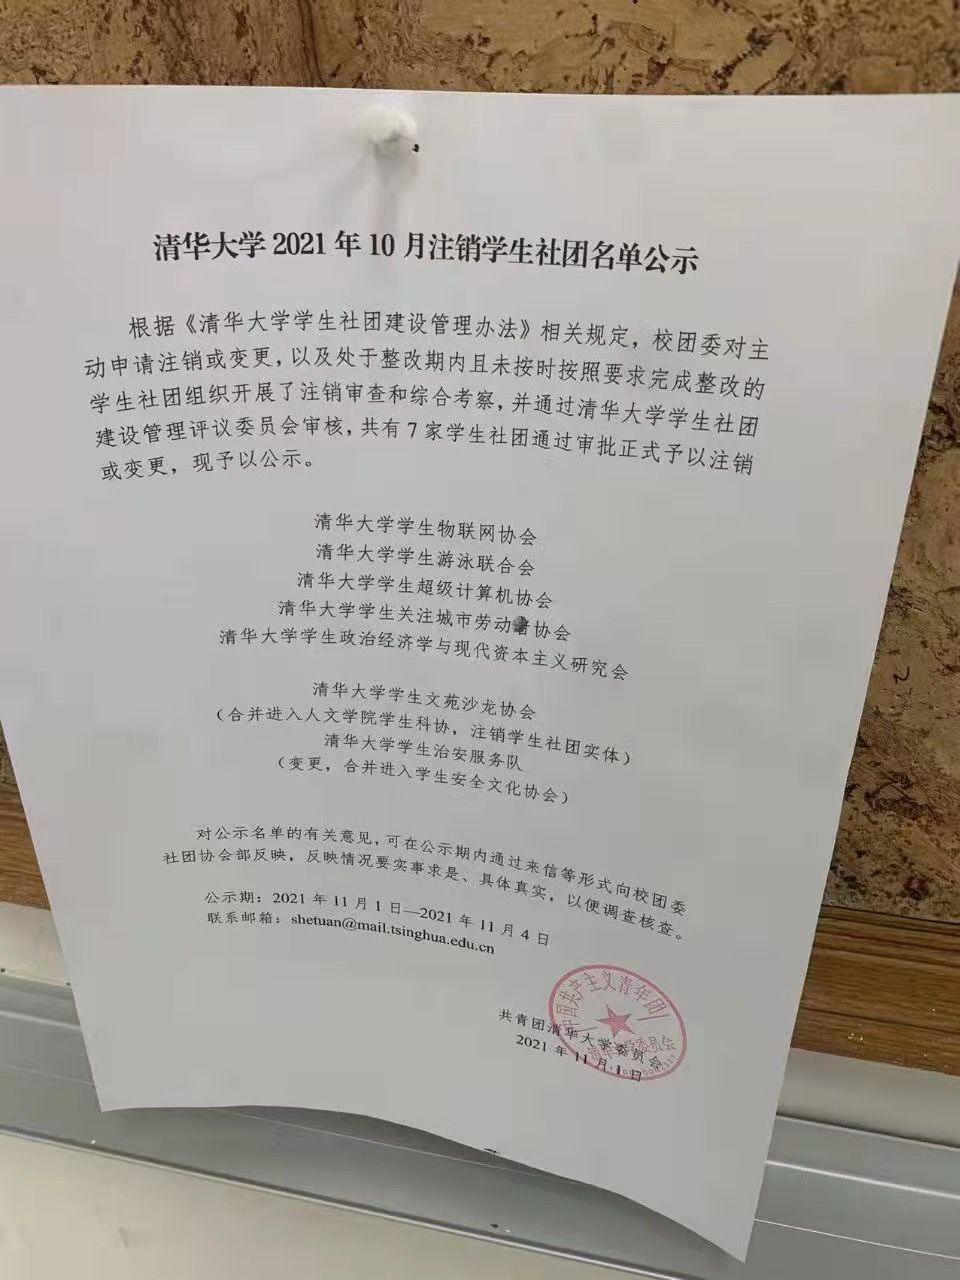 清华大学 2021 年 10 月注销学生社团名单公示
根据《清华大学学生社团建设管理办法》相关规定，校团委对主
动申请注销或变更，以及处于整改期内且未按时按照要求完成整改的
学生社团组织开展了注销审查和综合考察，并通过清华大学学生社团
建设管理评议委员会审核，共有 7 家学生社团通过审批正式予以注销
或变更，现予以公示。
清华大学学生物联网协会
清华大学学生游泳联合会
清华大学学生超级计算机协会
清华大学学生关注城市劳动者协会
清华大学学生政治经济学与现代资本主义研究会
清华大学学生文苑沙龙协会
（合并进入人文学院学生科协，注销学生社团实体）
清华大学学生治安服务队
（变更，合并进入学生安全文化协会）
对公示名单的有关意见，可在公示期内通过来信等形式向校团委
社团协会部反映，反映情况要实事求是、具体真实，以便调查核查。
公示期：2021 年 11 月 1 日—2021 年 11 月 4 日
联系邮箱：shetuan@mail.tsinghua.edu.cn
中国共产主义青年团
共青团清华大学委员会
2021 年 11 月 1 日
清华大学委员会